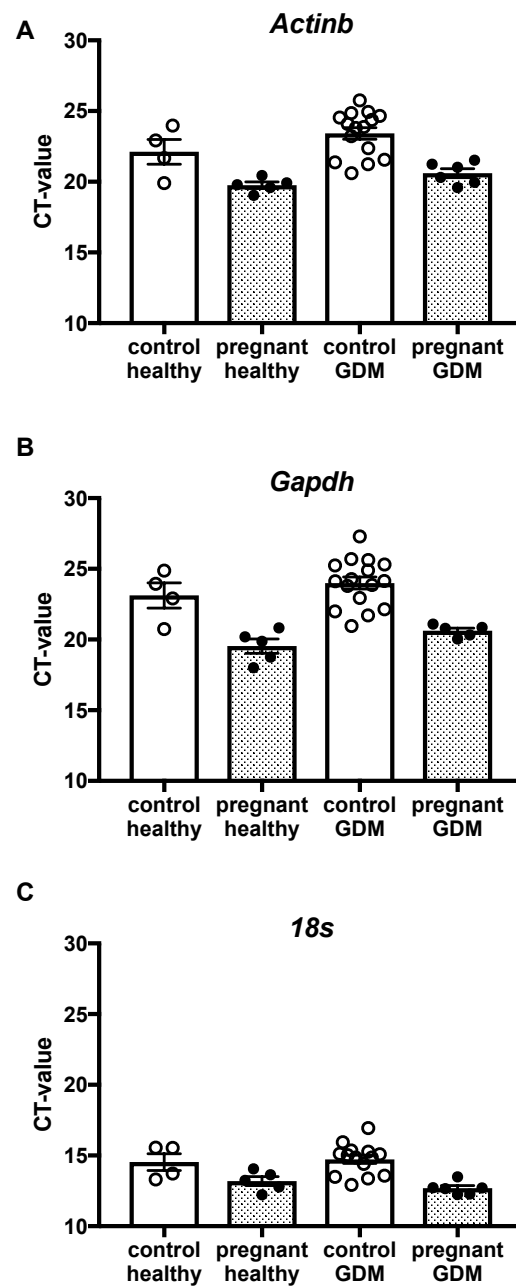 A
Actinb
30
25
20
15
10
CT-value
control healthy
pregnant healthy
control GDM
pregnant GDM
B
Gapdh
30
25
20
15
10
CT-value
control healthy
pregnant healthy
control GDM
pregnant GDM
C
18s
30
25
20
15
10
CT-value
control healthy
pregnant healthy
control GDM
pregnant GDM